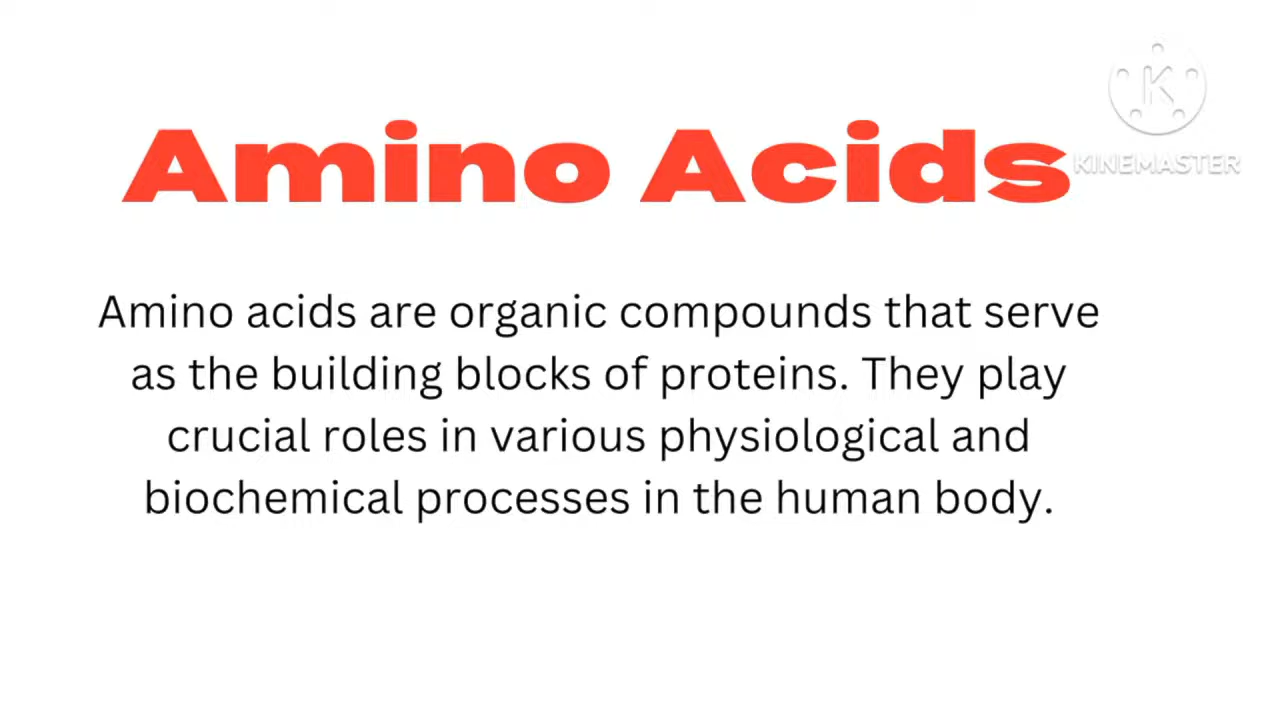 Amino Acids
K
KINEMASTER
Amino acids are organic compounds that serve
as the building blocks of proteins. They play
crucial roles in various physiological and
biochemical processes in the human body.